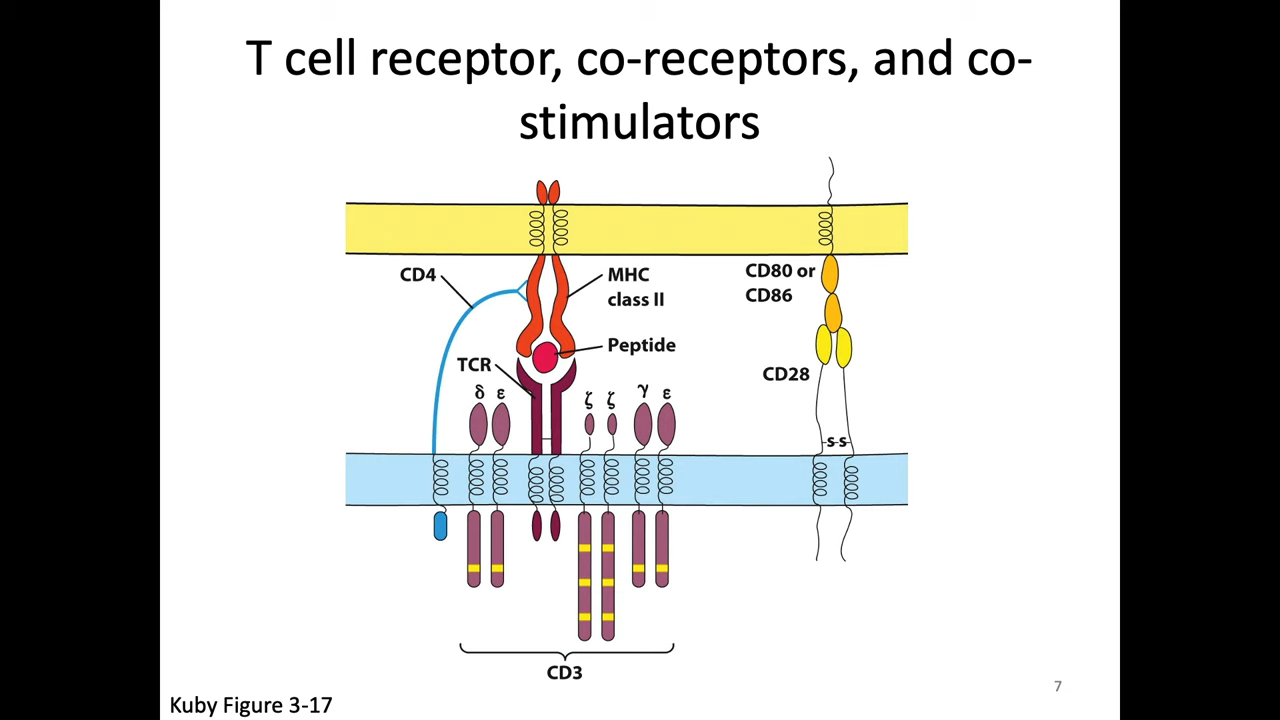 T cell receptor, co-receptors, and co-
stimulators
CD4
MHC
class II
CD80 or
CD86
Peptide
TCR
CD28
δ ε ζ ζ γ ε
S S
CD3
Kuby Figure 3-17
7